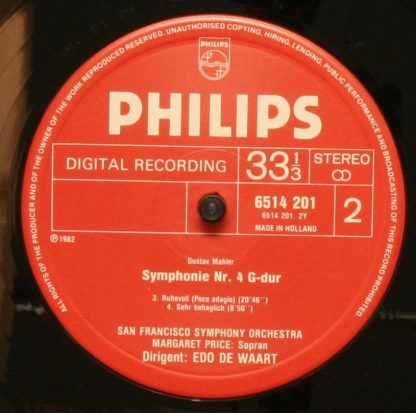 ALL RIGHTS OF THE PRODUCER AND OF THE OWNER OF THE WORK REPRODUCED RESERVED. UNAUTHORISED COPYING, HIRING, LENDING, PUBLIC PERFORMANCE AND BROADCASTING OF THIS RECORD PROHIBITED.
PHILIPS
PHILIPS
DIGITAL RECORDING
33 1/3
STEREO
6514 201
6514 201. 2Y
MADE IN HOLLAND
2
℗ 1982
Gustav Mahler
Symphonie Nr. 4 G-dur
3. Ruhevoll (Poco adagio) (20'46'')
4. Sehr behaglich (8'50'')
SAN FRANCISCO SYMPHONY ORCHESTRA
MARGARET PRICE: Sopran
Dirigent: EDO DE WAART